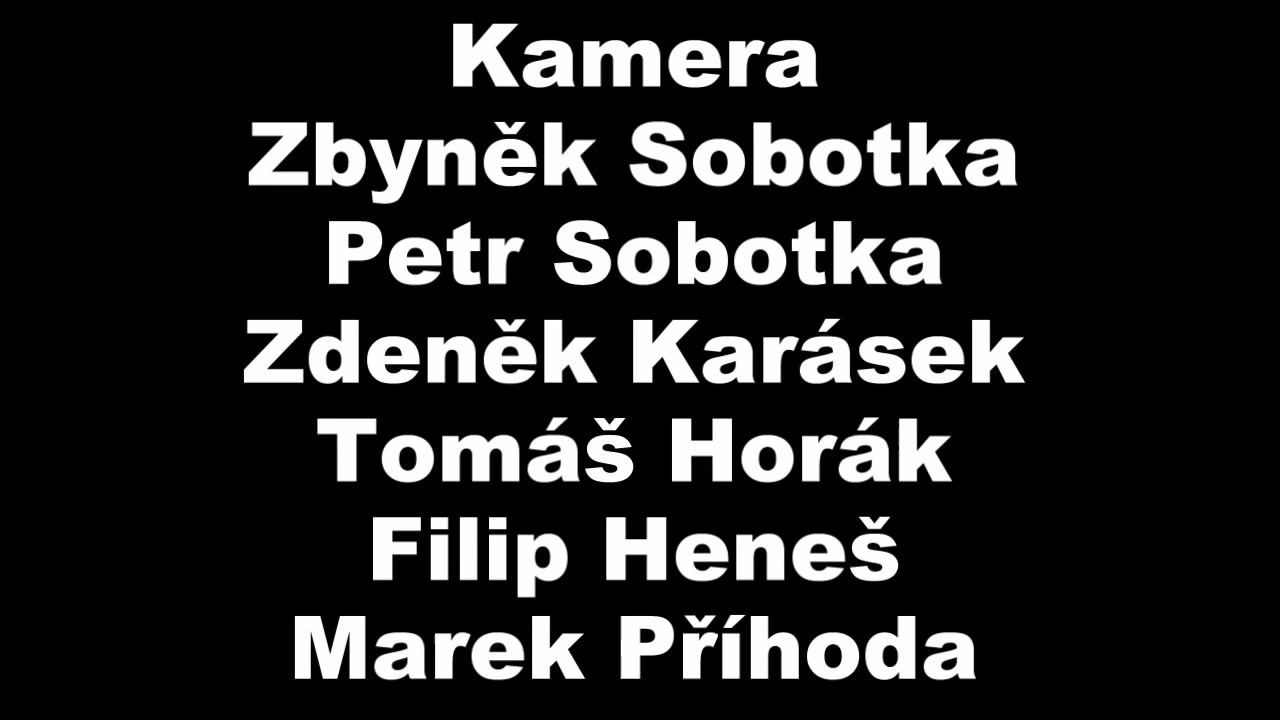 Kamera
Zbyněk Sobotka
Petr Sobotka
Zdeněk Karásek
Tomáš Horák
Filip Heneš
Marek Příhoda